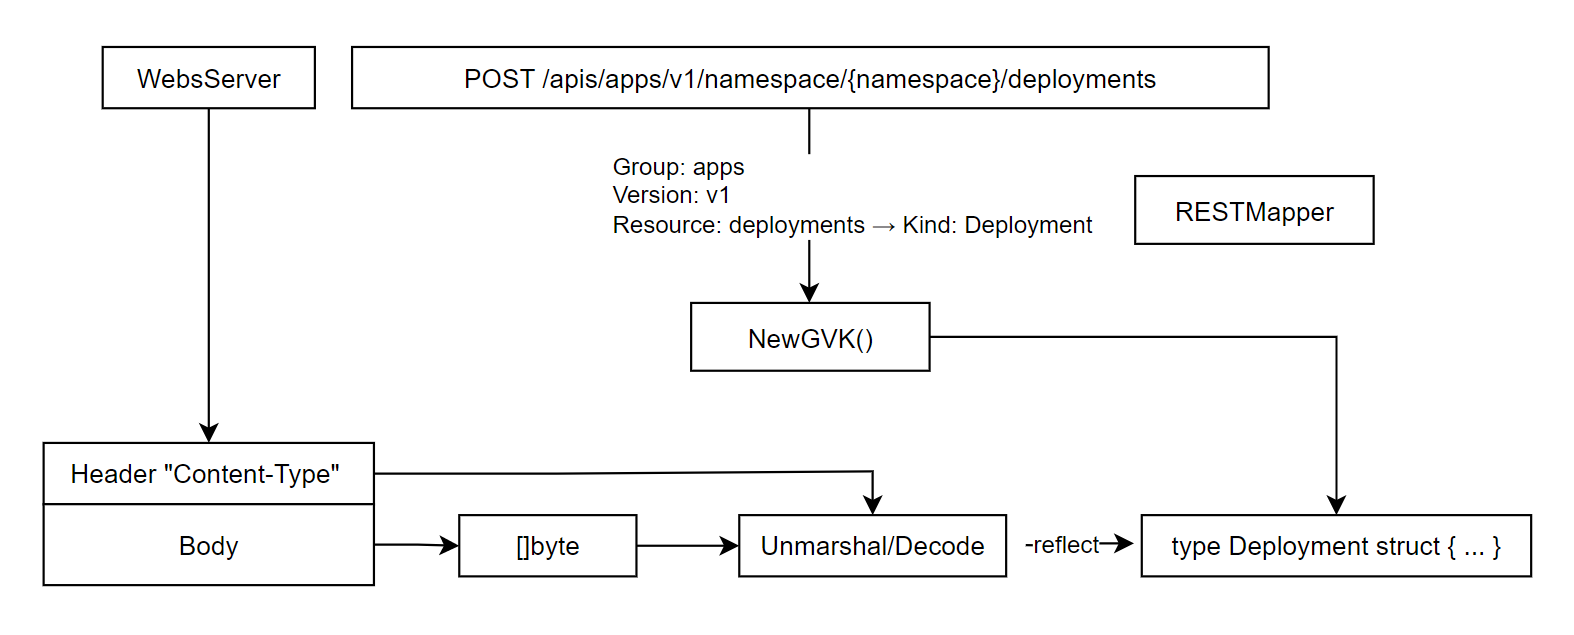 WebsServer
POST /apis/apps/v1/namespace/{namespace}/deployments
Group: apps
Version: v1
Resource: deployments → Kind: Deployment
RESTMapper
NewGVK()
Header "Content-Type"
Body
[]byte
Unmarshal/Decode
-reflect
type Deployment struct { ... }